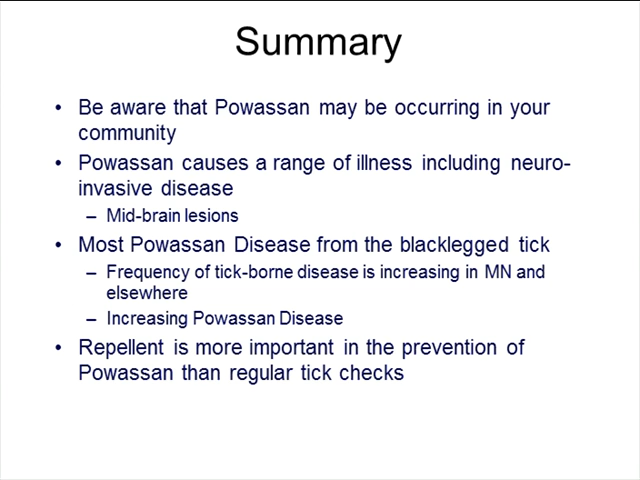 Summary
• Be aware that Powassan may be occurring in your
community
• Powassan causes a range of illness including neuro-
invasive disease
– Mid-brain lesions
• Most Powassan Disease from the blacklegged tick
– Frequency of tick-borne disease is increasing in MN and
elsewhere
– Increasing Powassan Disease
• Repellent is more important in the prevention of
Powassan than regular tick checks